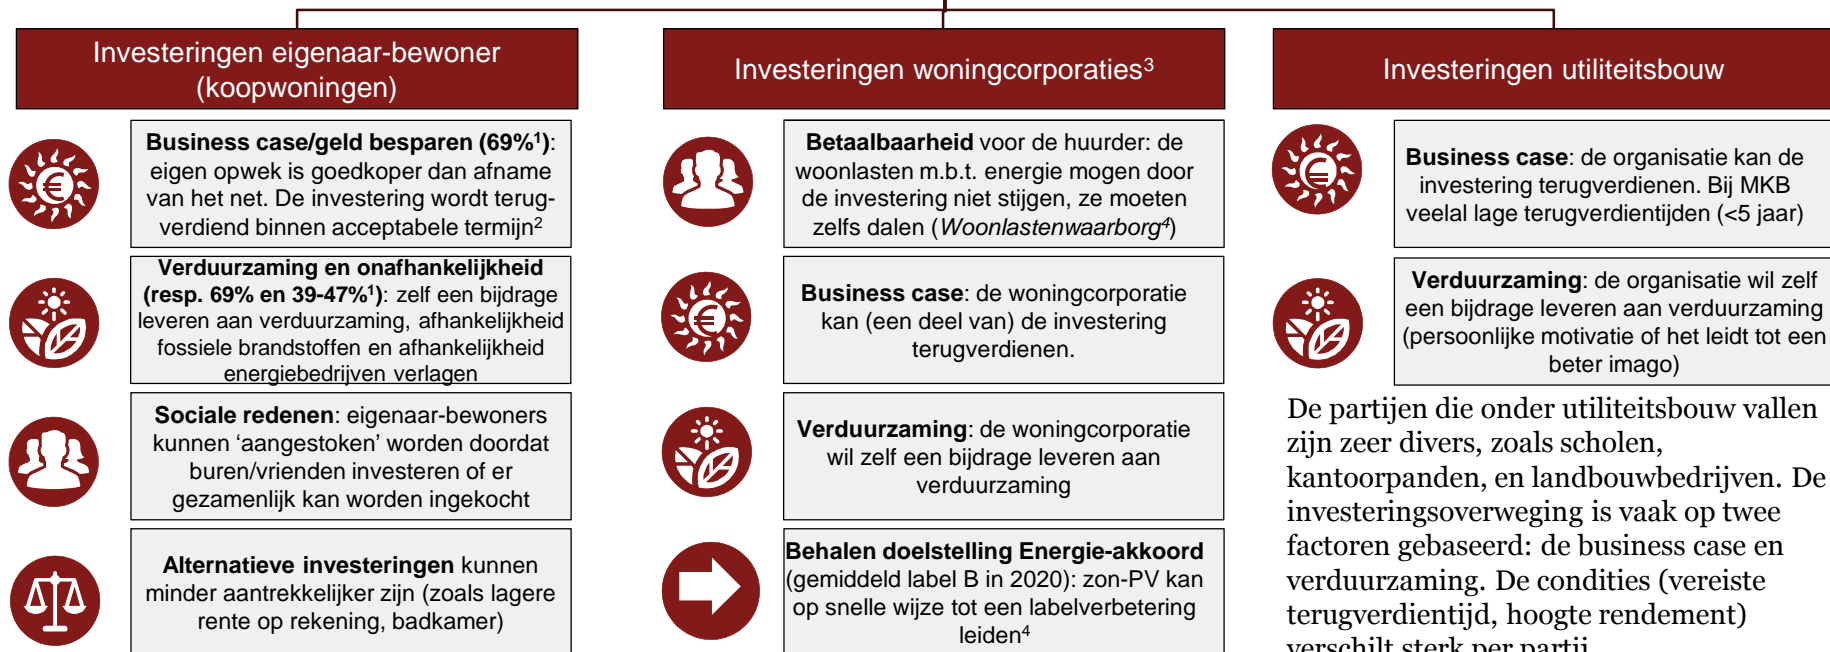 Investeringen eigenaar-bewoner
(koopwoningen)
Business case/geld besparen (69%¹):
eigen opwek is goedkoper dan afname
van het net. De investering wordt terug-
verdiend binnen acceptabele termijn²
Verduurzaming en onafhankelijkheid
(resp. 69% en 39-47%¹): zelf een bijdrage
leveren aan verduurzaming, afhankelijkheid
fossiele brandstoffen en afhankelijkheid
energiebedrijven verlagen
Sociale redenen: eigenaar-bewoners
kunnen ‘aangestoken’ worden doordat
buren/vrienden investeren of er
gezamenlijk kan worden ingekocht
Alternatieve investeringen kunnen
minder aantrekkelijker zijn (zoals lagere
rente op rekening, badkamer)
Investeringen woningcorporaties³
Betaalbaarheid voor de huurder: de
woonlasten m.b.t. energie mogen door
de investering niet stijgen, ze moeten
zelfs dalen (Woonlastenwaarborg⁴)
Business case: de woningcorporatie
kan (een deel van) de investering
terugverdienen.
Verduurzaming: de woningcorporatie
wil zelf een bijdrage leveren aan
verduurzaming
Behalen doelstelling Energie-akkoord
(gemiddeld label B in 2020): zon-PV kan
op snelle wijze tot een labelverbetering
leiden⁴
Investeringen utiliteitsbouw
Business case: de organisatie kan de
investering terugverdienen. Bij MKB
veelal lage terugverdientijden (<5 jaar)
Verduurzaming: de organisatie wil zelf
een bijdrage leveren aan verduurzaming
(persoonlijke motivatie of het leidt tot een
beter imago)
De partijen die onder utiliteitsbouw vallen
zijn zeer divers, zoals scholen,
kantoorpanden, en landbouwbedrijven. De
investeringsoverweging is vaak op twee
factoren gebaseerd: de business case en
verduurzaming. De condities (vereiste
terugverdientijd, hoogte rendement)
verschilt sterk per partij